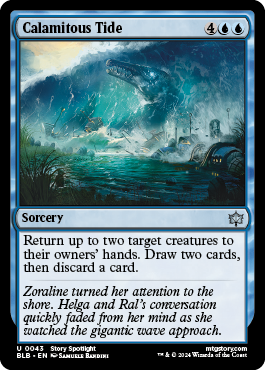 Calamitous Tide 4
Sorcery
Return up to two target creatures to
their owners' hands. Draw two cards,
then discard a card.
Zoraline turned her attention to the
shore. Helga and Ral's conversation
quickly faded from her mind as she
watched the gigantic wave approach.
U 0043 Story Spotlight mtgstory.com
BLB • EN Samuele Bandini ™ & © 2024 Wizards of the Coast